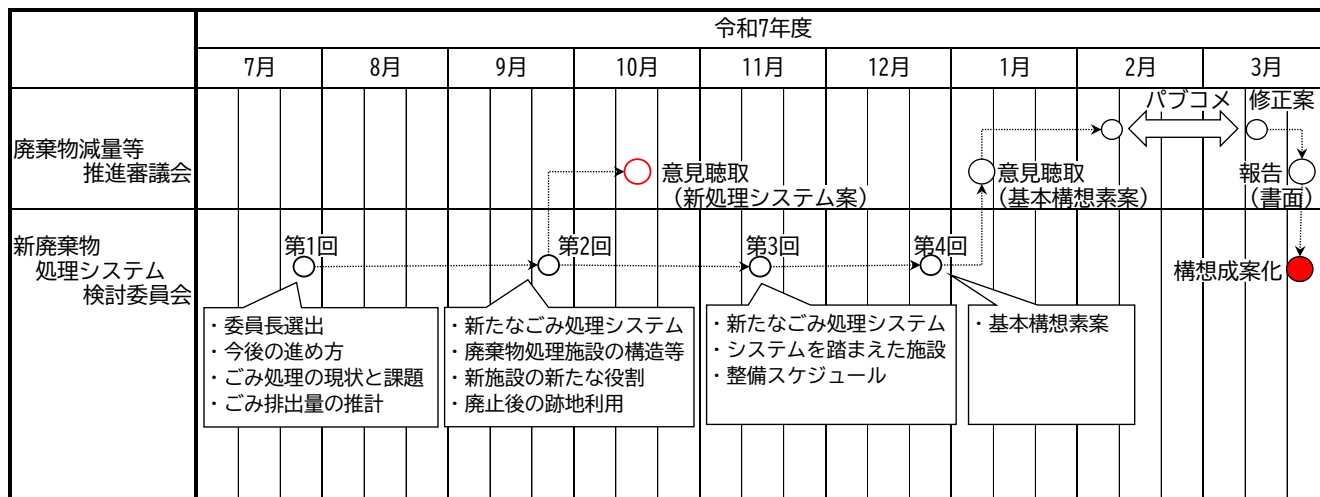 令和7年度
7月
8月
9月
10月
11月
12月
1月
2月
3月
廃棄物減量等
推進審議会
意見聴取
（新処理システム案）
意見聴取
（基本構想素案）
パブコメ
修正案
報告
（書面）
新廃棄物
処理システム
検討委員会
第1回
第2回
第3回
第4回
構想成案化
・委員長選出
・今後の進め方
・ごみ処理の現状と課題
・ごみ排出量の推計
・新たなごみ処理システム
・廃棄物処理施設の構造等
・新施設の新たな役割
・廃止後の跡地利用
・新たなごみ処理システム
・システムを踏まえた施設
・整備スケジュール
・基本構想素案